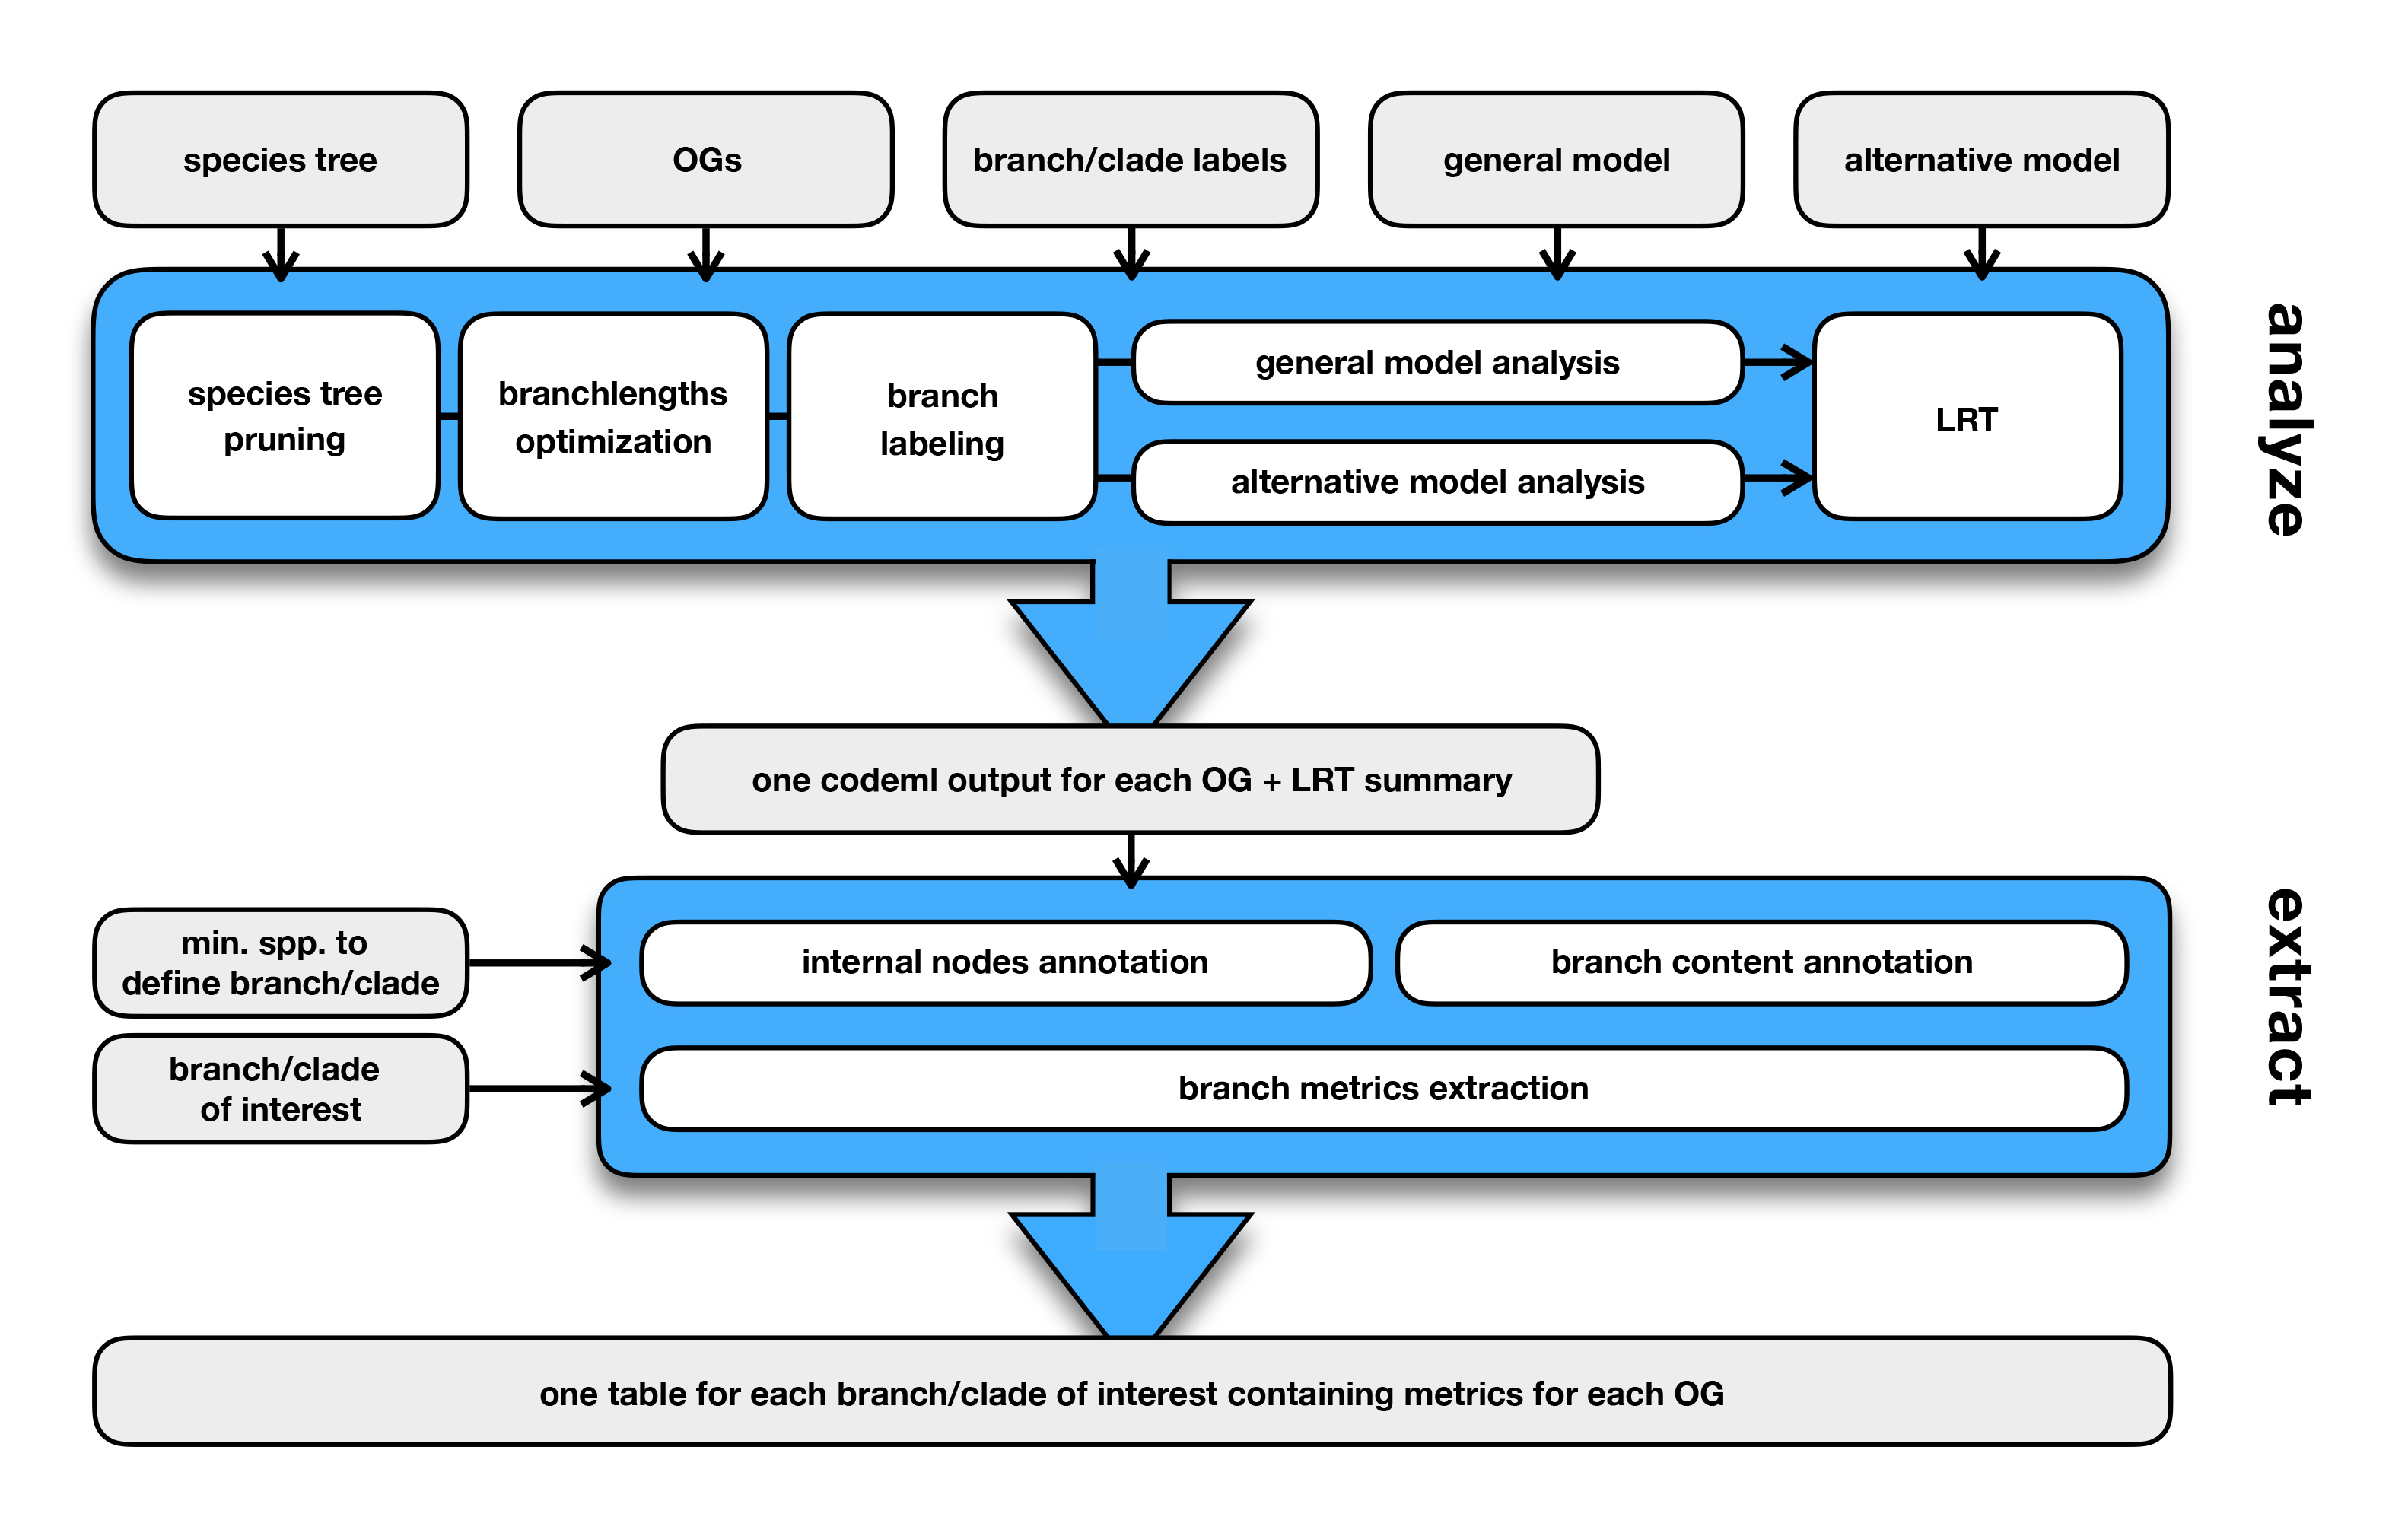 species tree
OGs
branch/clade labels
general model
alternative model
species tree
pruning
branchlengths
optimization
branch
labeling
general model analysis
alternative model analysis
LRT
analyze
one codeml output for each OG + LRT summary
min. spp. to
define branch/clade
branch/clade
of interest
internal nodes annotation
branch content annotation
branch metrics extraction
extract
one table for each branch/clade of interest containing metrics for each OG